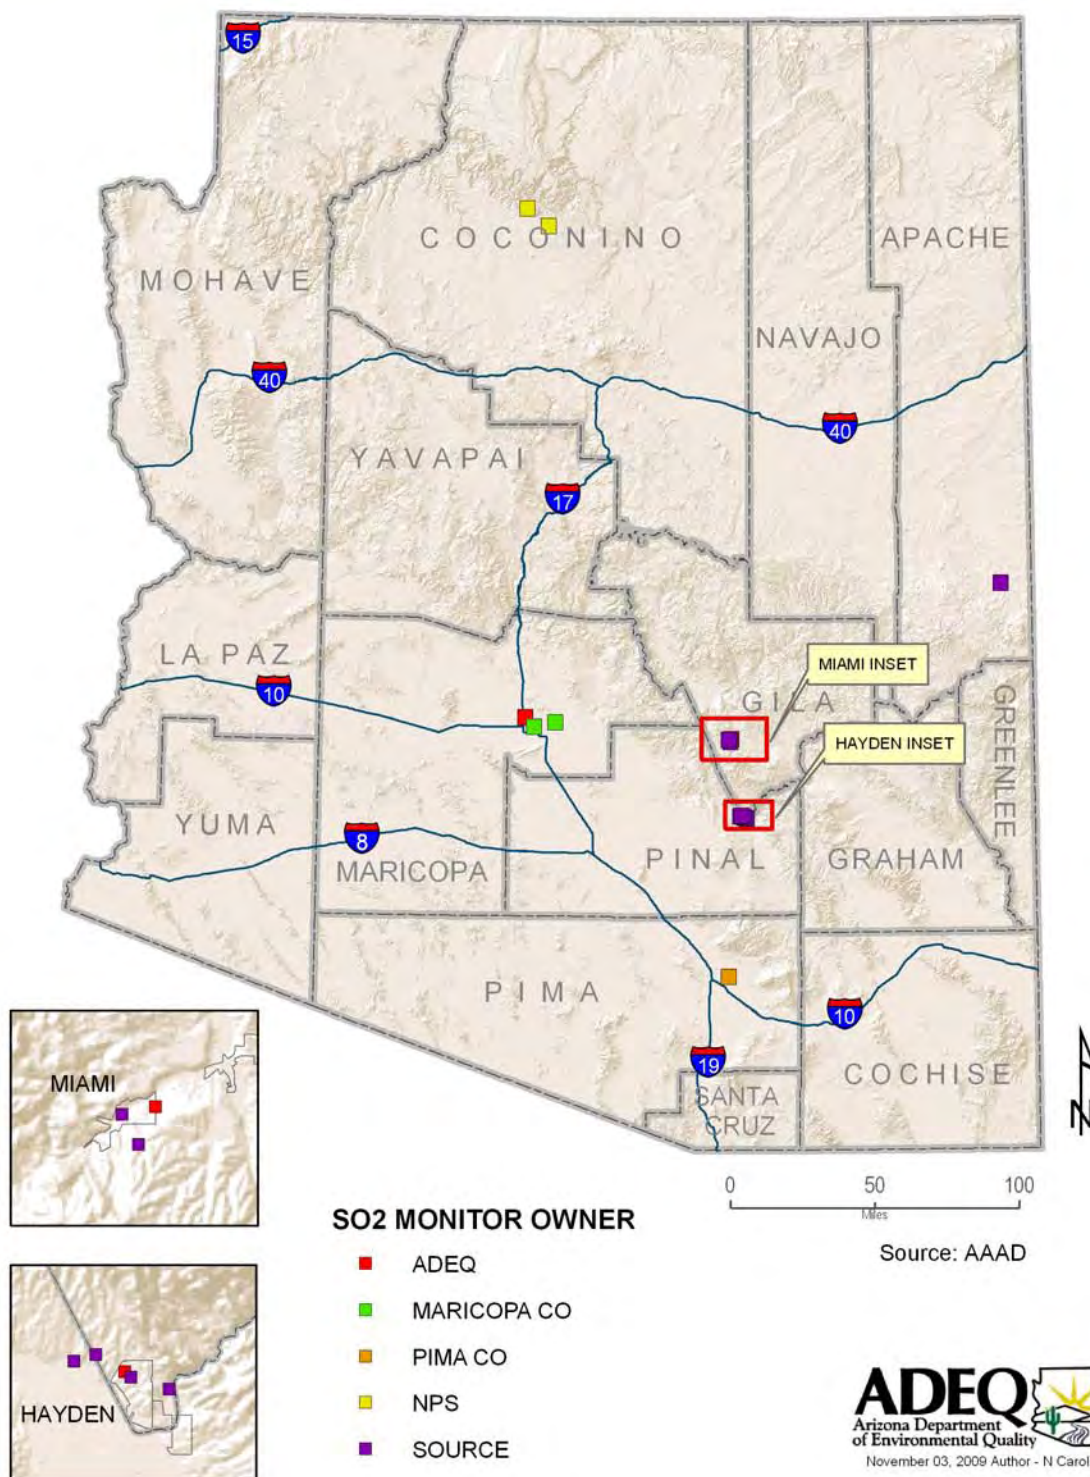 15
COCONINO
APACHE
MOHAVE
NAVAJO
40
40
YAVAPAI
17
LA PAZ
MIAMI INSET
10
GILA
GREENLEE
HAYDEN INSET
YUMA
8
MARICOPA
PINAL
GRAHAM
PIMA
10
19
COCHISE
SANTA
CRUZ
MIAMI
N
0 50 100
Miles
SO2 MONITOR OWNER
Source: AAAD
ADEQ
MARICOPA CO
PIMA CO
NPS
SOURCE
HAYDEN
ADEQ
Arizona Department
of Environmental Quality
November 03, 2009 Author - N Carol